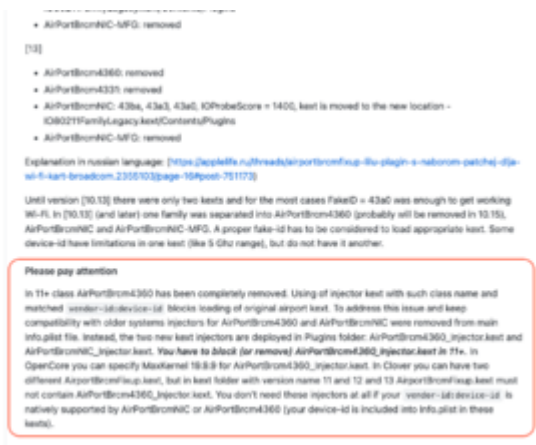 • AirPortBrcmNIC-MFG: removed
[13]
• AirPortBrcm4360: removed
• AirPortBrcm4331: removed
• AirPortBrcmNIC: 43ba, 43a3, 43a0, IOProbeScore = 1400, kext is moved to the new location -
IO80211FamilyLegacy.kext/Contents/PlugIns
• AirPortBrcmNIC-MFG: removed
Explanation in russian language: (https://applelife.ru/threads/airportbrcmfixup-lilu-plagin-s-naborom-patchej-dlja-
wi-fi-kart-broadcom.2355103/page-16#post-751173)
Until version [10.13] there were only two kexts and for the most cases FakeID = 43a0 was enough to get working
Wi-Fi. In [10.13] (and later) one family was separated into AirPortBrcm4360 (probably will be removed in 10.15),
AirPortBrcmNIC and AirPortBrcmNIC-MFG. A proper fake-id has to be considered to load appropriate kext. Some
device-id have limitations in one kext (like 5 Ghz range), but do not have it another.
Please pay attention
In 11+ class AirPortBrcm4360 has been completely removed. Using of injector kext with such class name and
matched vendor-id:device-id blocks loading of original airport kext. To address this issue and keep
compatibility with older systems injectors for AirPortBrcm4360 and AirPortBrcmNIC were removed from main
Info.plist file. Instead, the two new kext injectors are deployed in PlugIns folder: AirPortBrcm4360_Injector.kext and
AirPortBrcmNIC_Injector.kext. You have to block (or remove) AirPortBrcm4360_Injector.kext in 11+. In
OpenCore you can specify MaxKernel 19.9.9 for AirPortBrcm4360_Injector.kext. In Clover you can have two
different AirportBrcmFixup.kext, but in kext folder with version name 11 and 12 and 13 AirportBrcmFixup.kext must
not contain AirPortBrcm4360_Injector.kext. You don't need these injectors at all if your vendor-id:device-id is
natively supported by AirPortBrcmNIC or AirPortBrcm4360 (your device-id is included into Info.plist in these
kexts).